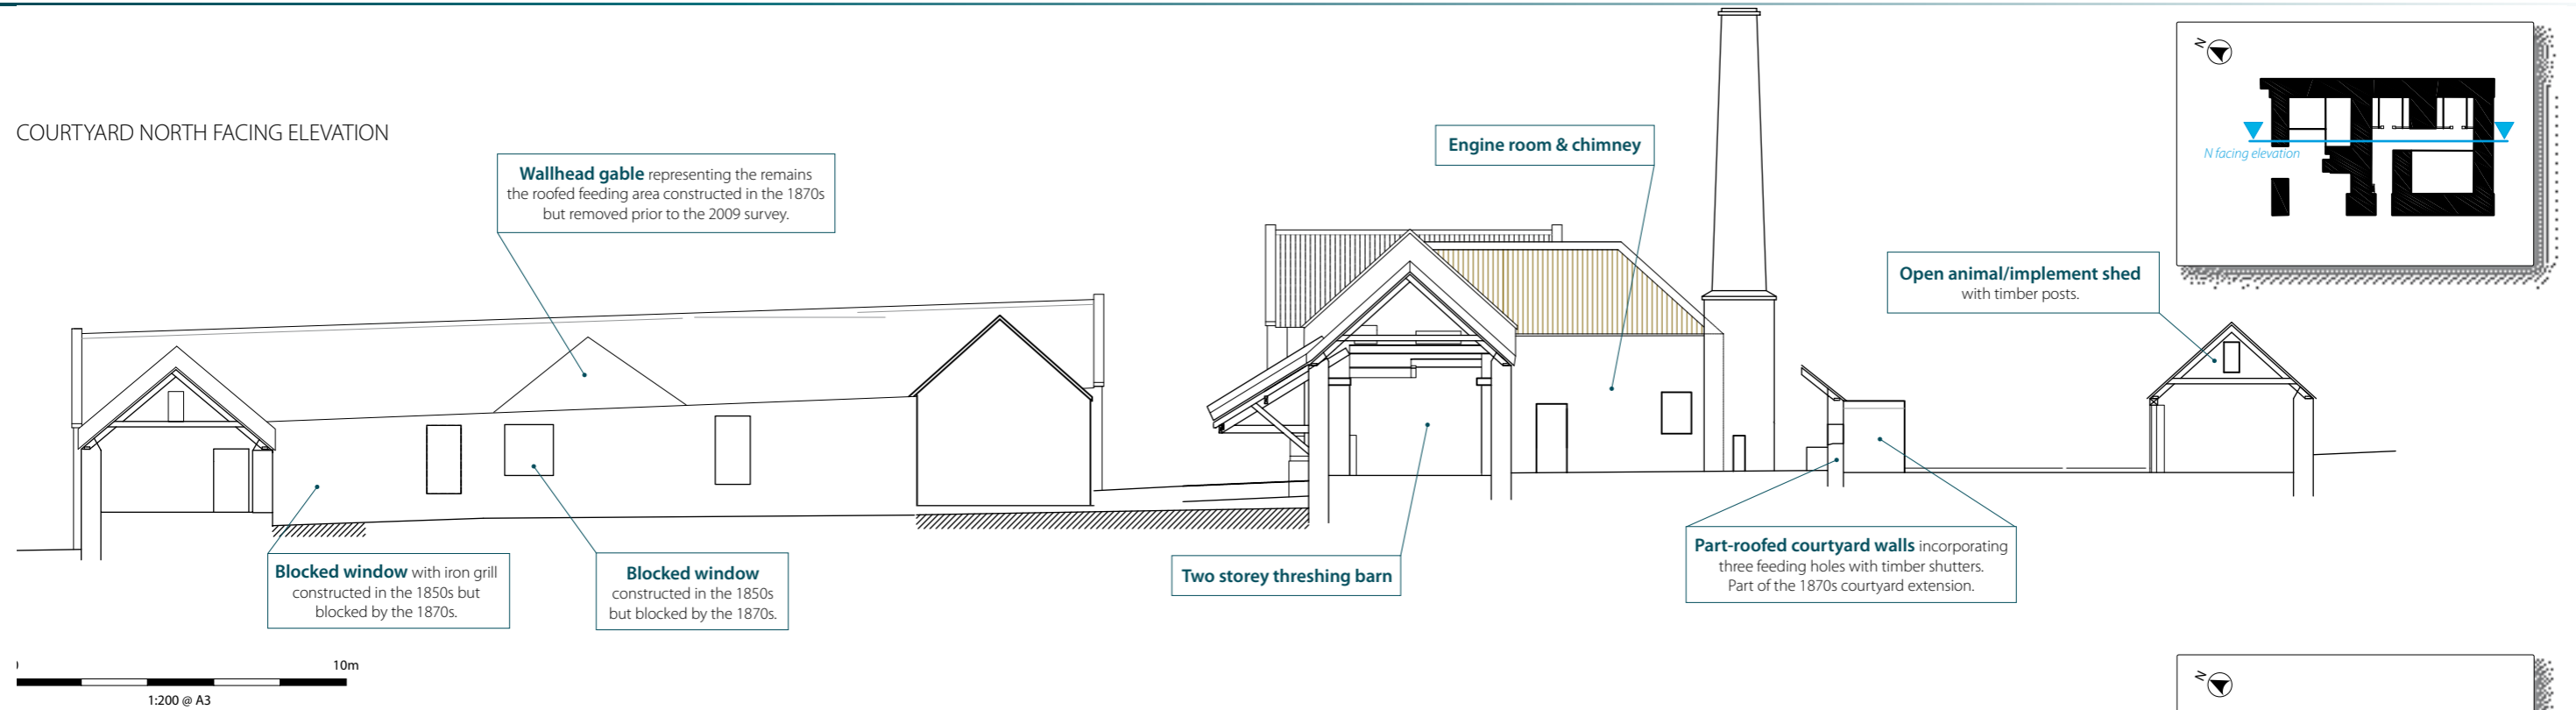 COURTYARD NORTH FACING ELEVATION
Wallhead gable representing the remains
the roofed feeding area constructed in the 1870s
but removed prior to the 2009 survey.
Engine room & chimney
Open animal/implement shed
with timber posts.
N
N facing elevation
Blocked window with iron grill
constructed in the 1850s but
blocked by the 1870s.
Blocked window
constructed in the 1850s
but blocked by the 1870s.
Two storey threshing barn
Part-roofed courtyard walls incorporating
three feeding holes with timber shutters.
Part of the 1870s courtyard extension.
10m
1:200 @ A3
N